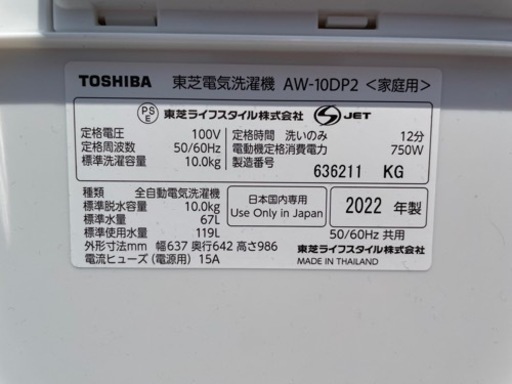 TOSHIBA 東芝電気洗濯機 AW-10DP2 <家庭用>
PS E 東芝ライフスタイル株式会社 S JET
定格電圧 100V
定格周波数 50/60Hz
標準洗濯容量 10.0kg
定格時間 洗いのみ 12分
電動機定格消費電力 750W
製造番号 636211 KG
種類 全自動電気洗濯機
標準脱水容量 10.0kg
標準水量 67L
標準使用水量 119L
外形寸法mm 幅637 奥行642 高さ986
電流ヒューズ(電源用) 15A
日本国内専用
Use Only in Japan
2022 年製
50/60Hz 共用
東芝ライフスタイル株式会社
MADE IN THAILAND